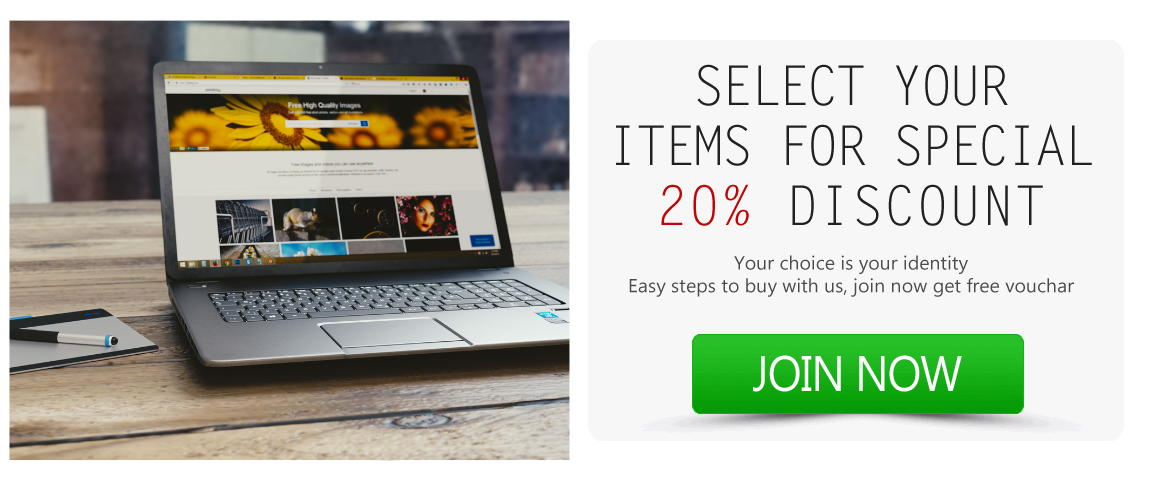 Free High Quality Images
SELECT YOUR
ITEMS FOR SPECIAL
20% DISCOUNT
Your choice is your identity
Easy steps to buy with us, join now get free vouchar
JOIN NOW